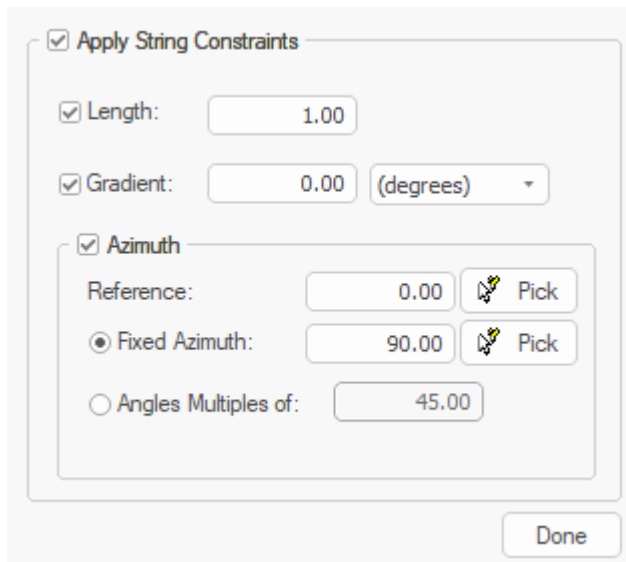 Apply String Constraints
Length: 1.00
Gradient: 0.00 (degrees)
Azimuth
Reference: 0.00 Pick
Fixed Azimuth: 90.00 Pick
Angles Multiples of: 45.00
Done